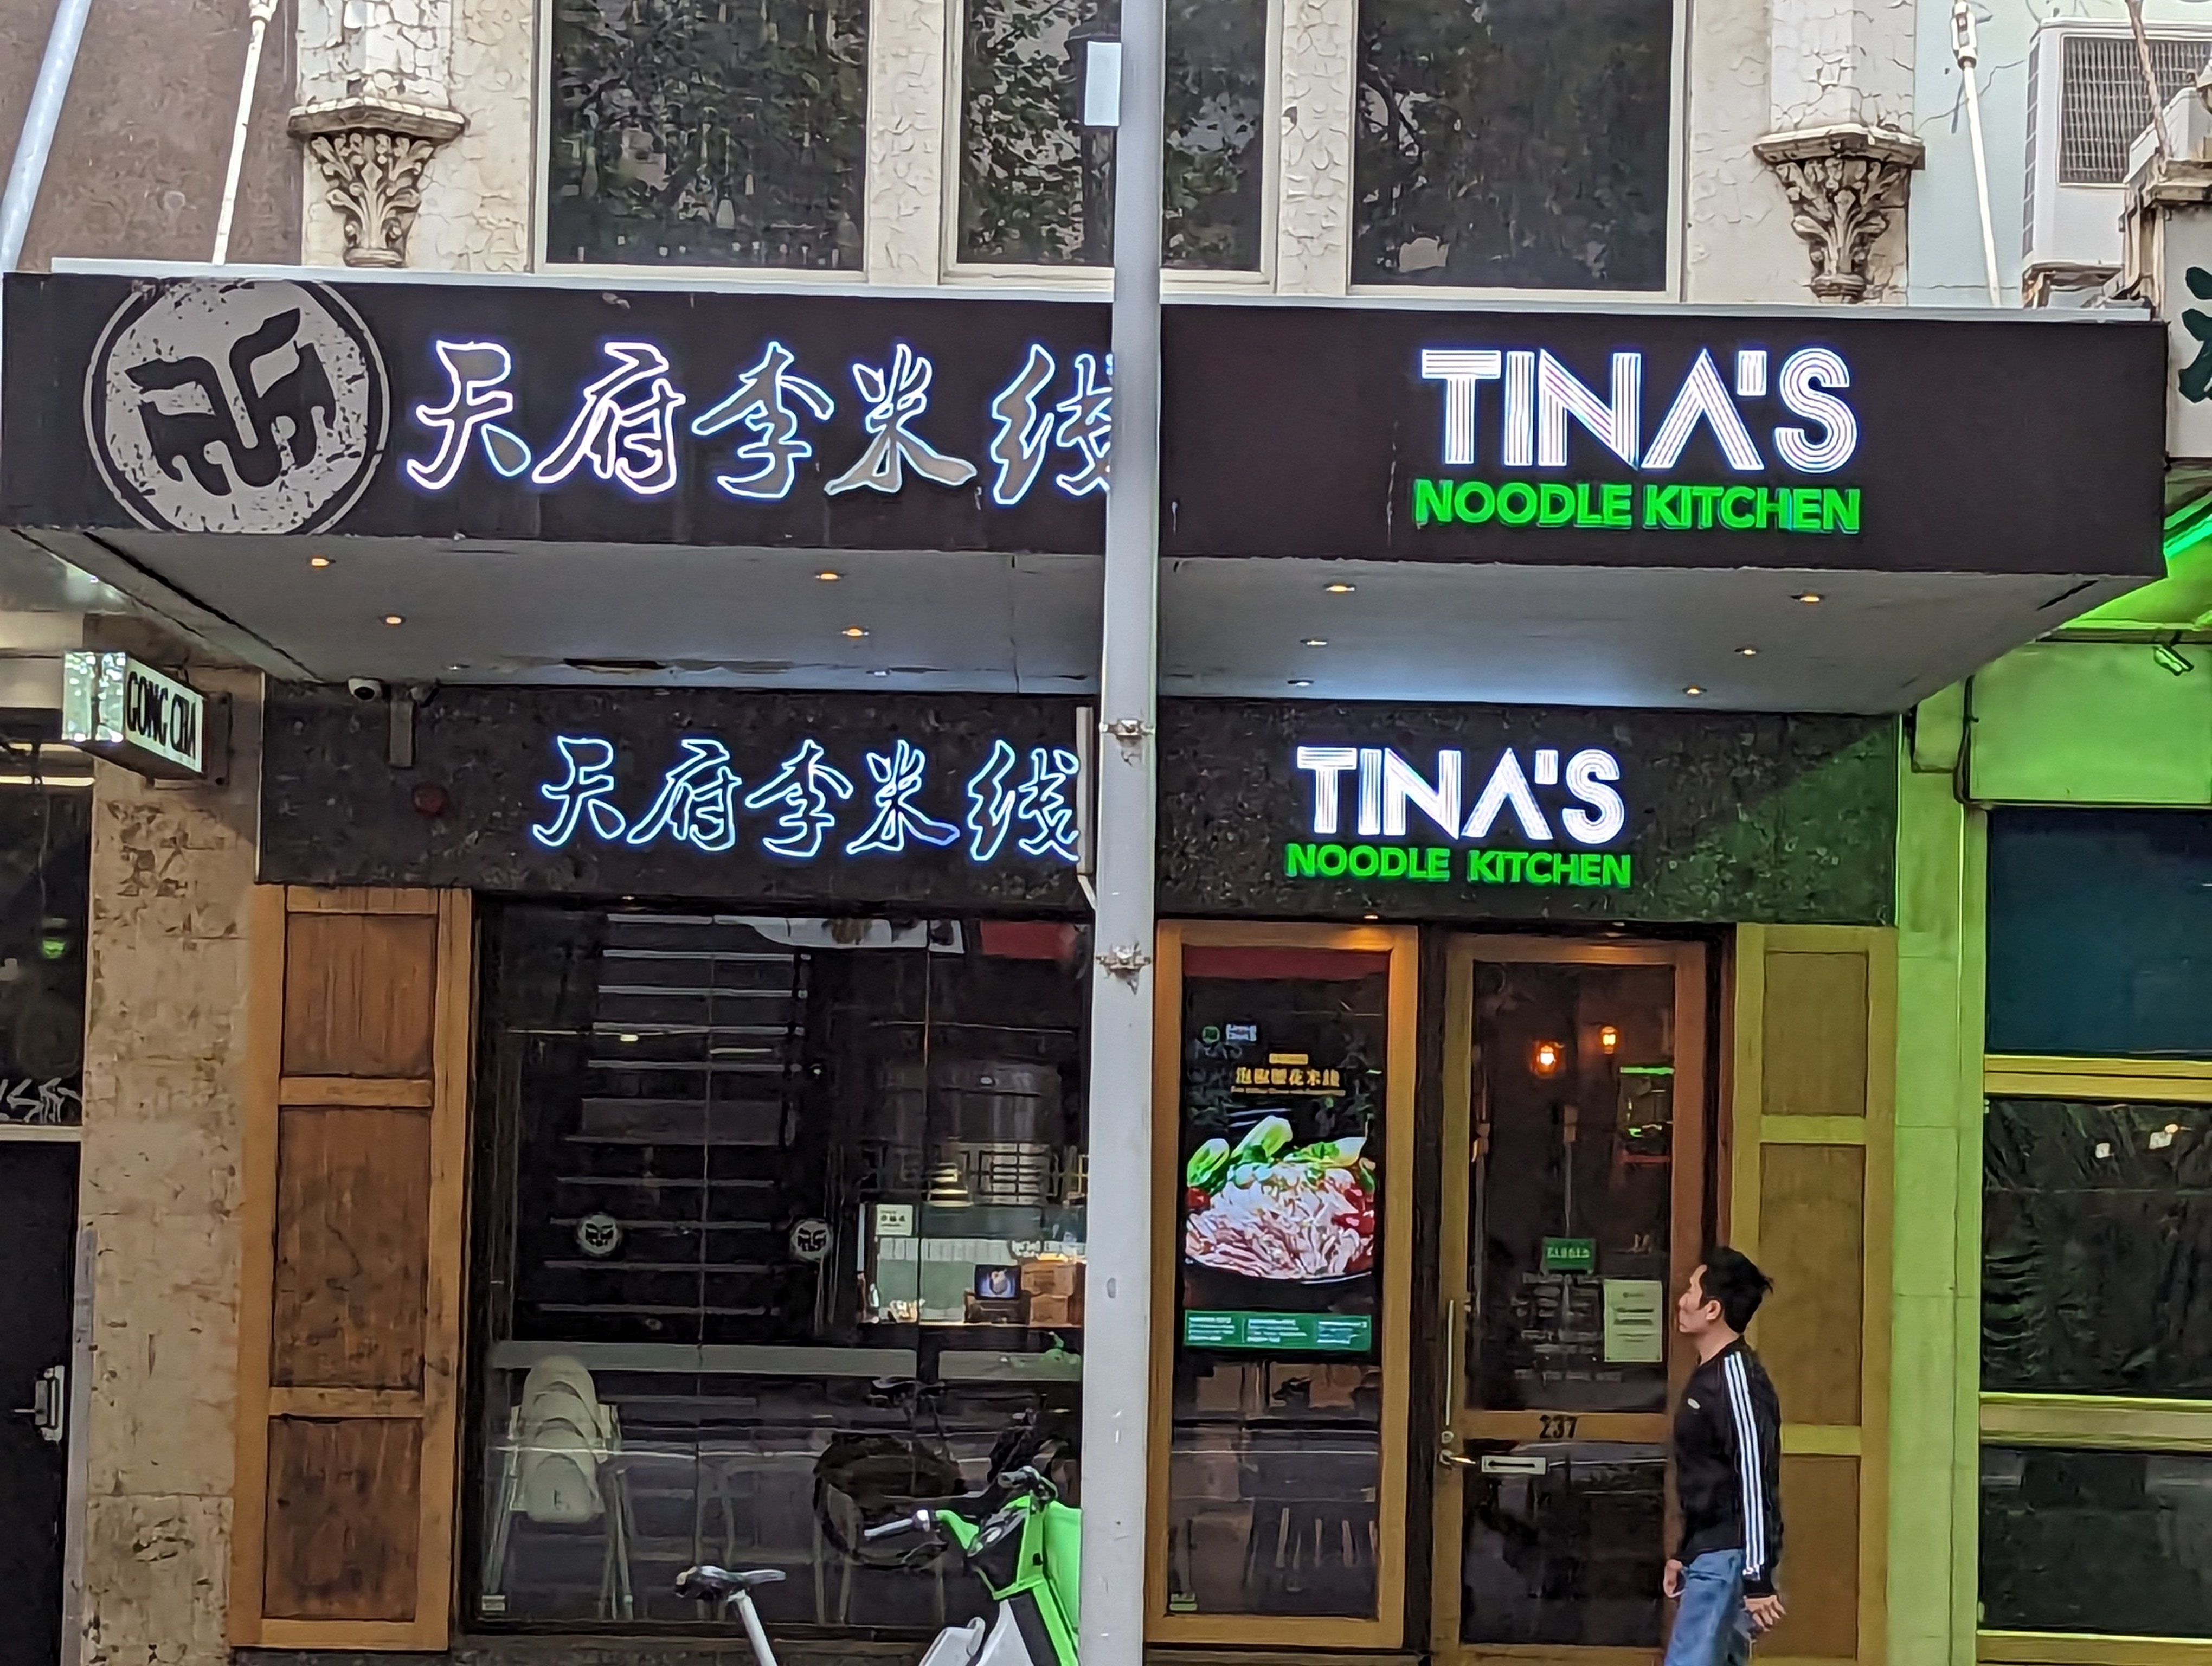 天府李米线
TINA'S
NOODLE KITCHEN
GONG CHA
天府李米线
TINA'S
NOODLE KITCHEN
CLOSED
237